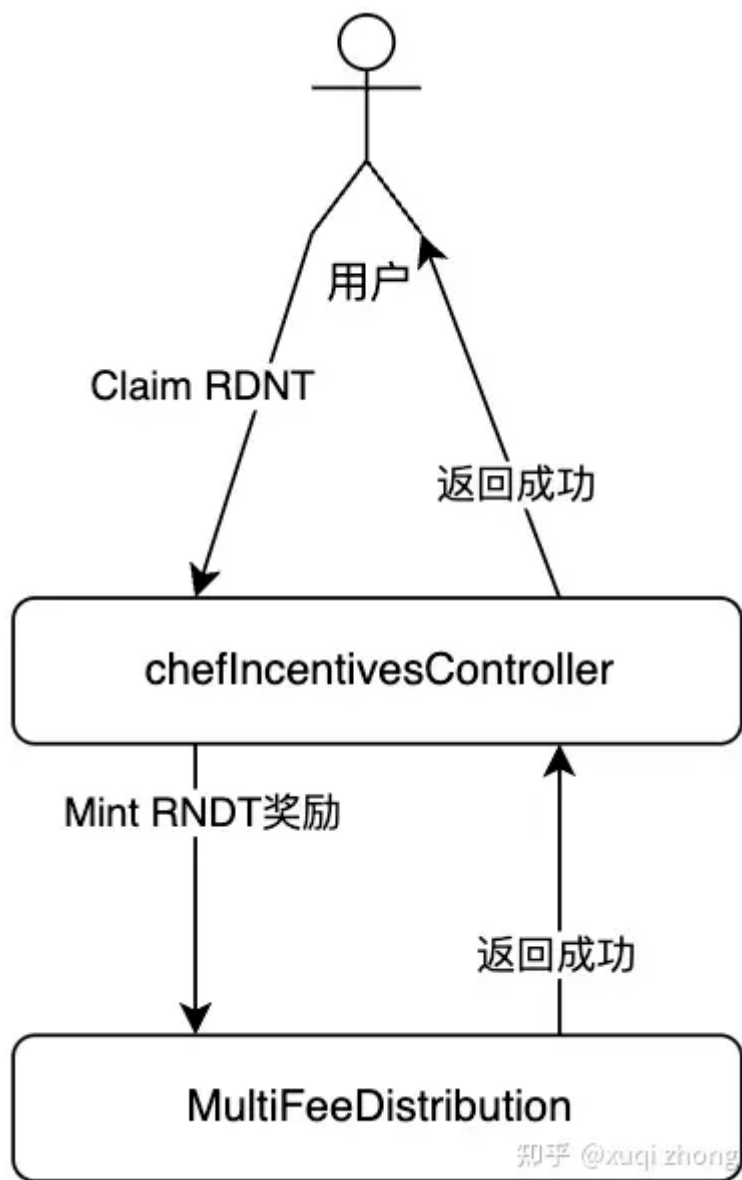 用户
Claim RDNT
返回成功
chefIncentivesController
Mint RNDT奖励
返回成功
MultiFeeDistribution
知乎 @xuqi zhong